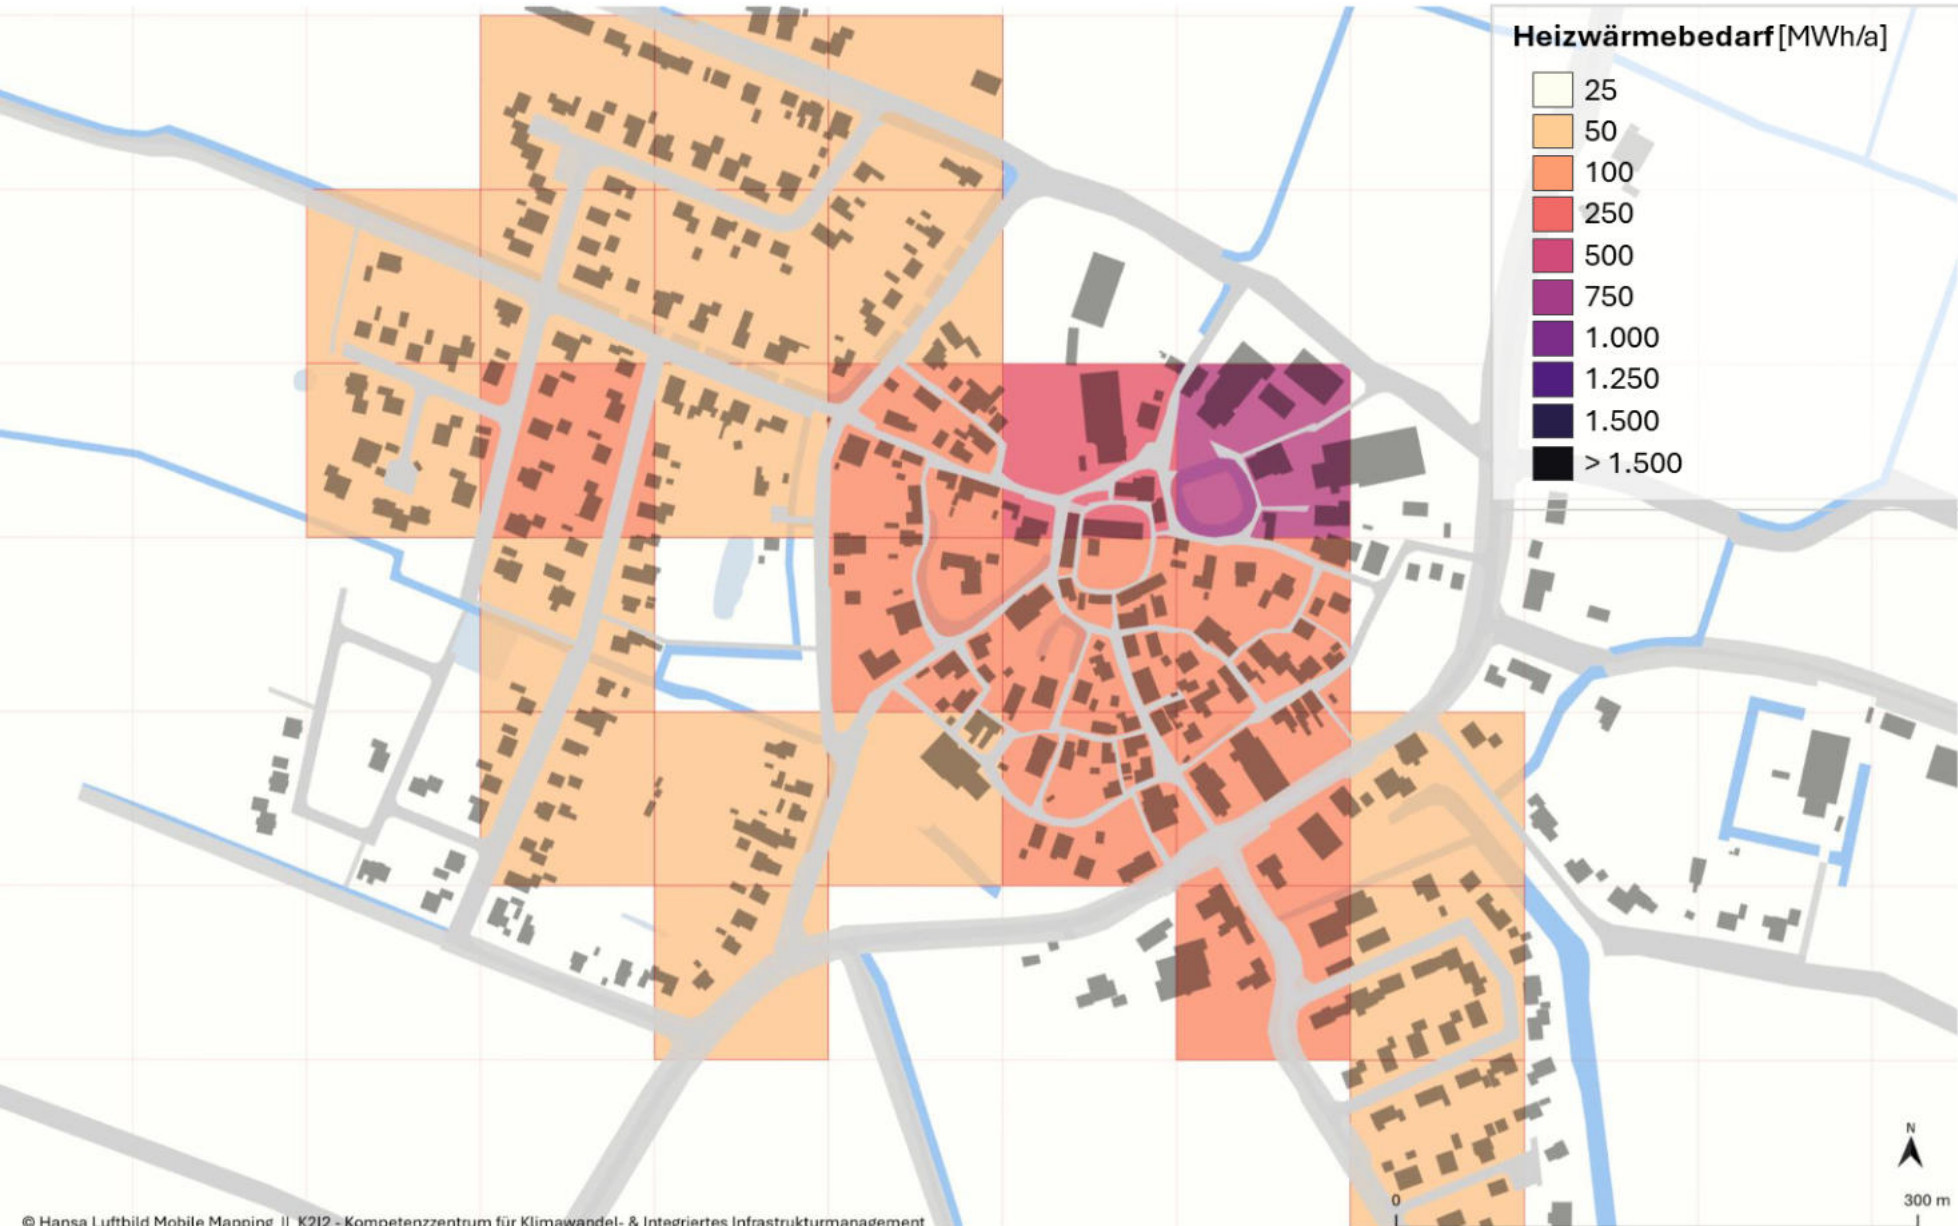 Heizwärmebedarf [MWh/a]
25
50
100
250
500
750
1.000
1.250
1.500
> 1.500
N
0 300 m
© Hansa Luftbild Mobile Mapping || K2I2 - Kompetenzzentrum für Klimawandel- & Integriertes Infrastrukturmanagement